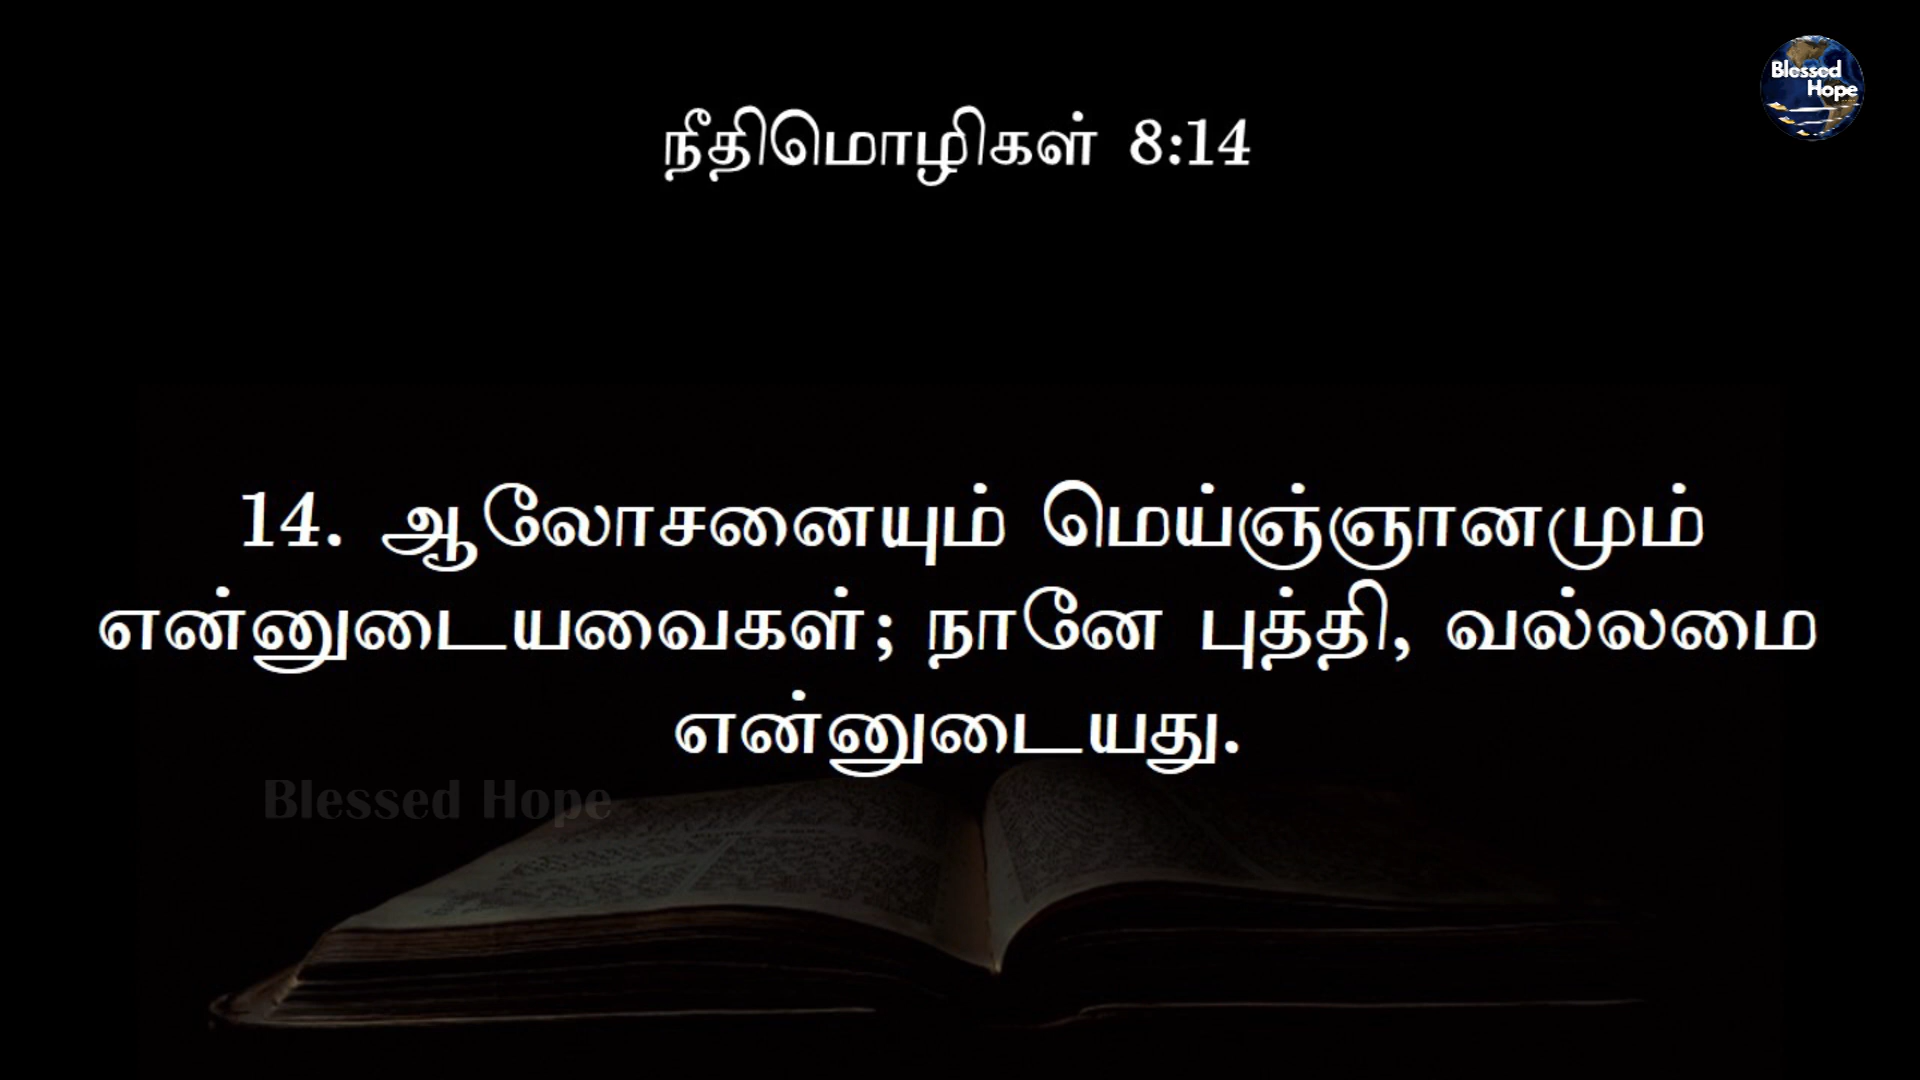 Blessed
Hope
நீதிமொழிகள் 8:14
14. ஆலோசனையும் மெய்ஞ்ஞானமும்
என்னுடையவைகள்; நானே புத்தி, வல்லமை
என்னுடையது.
Blessed Hope